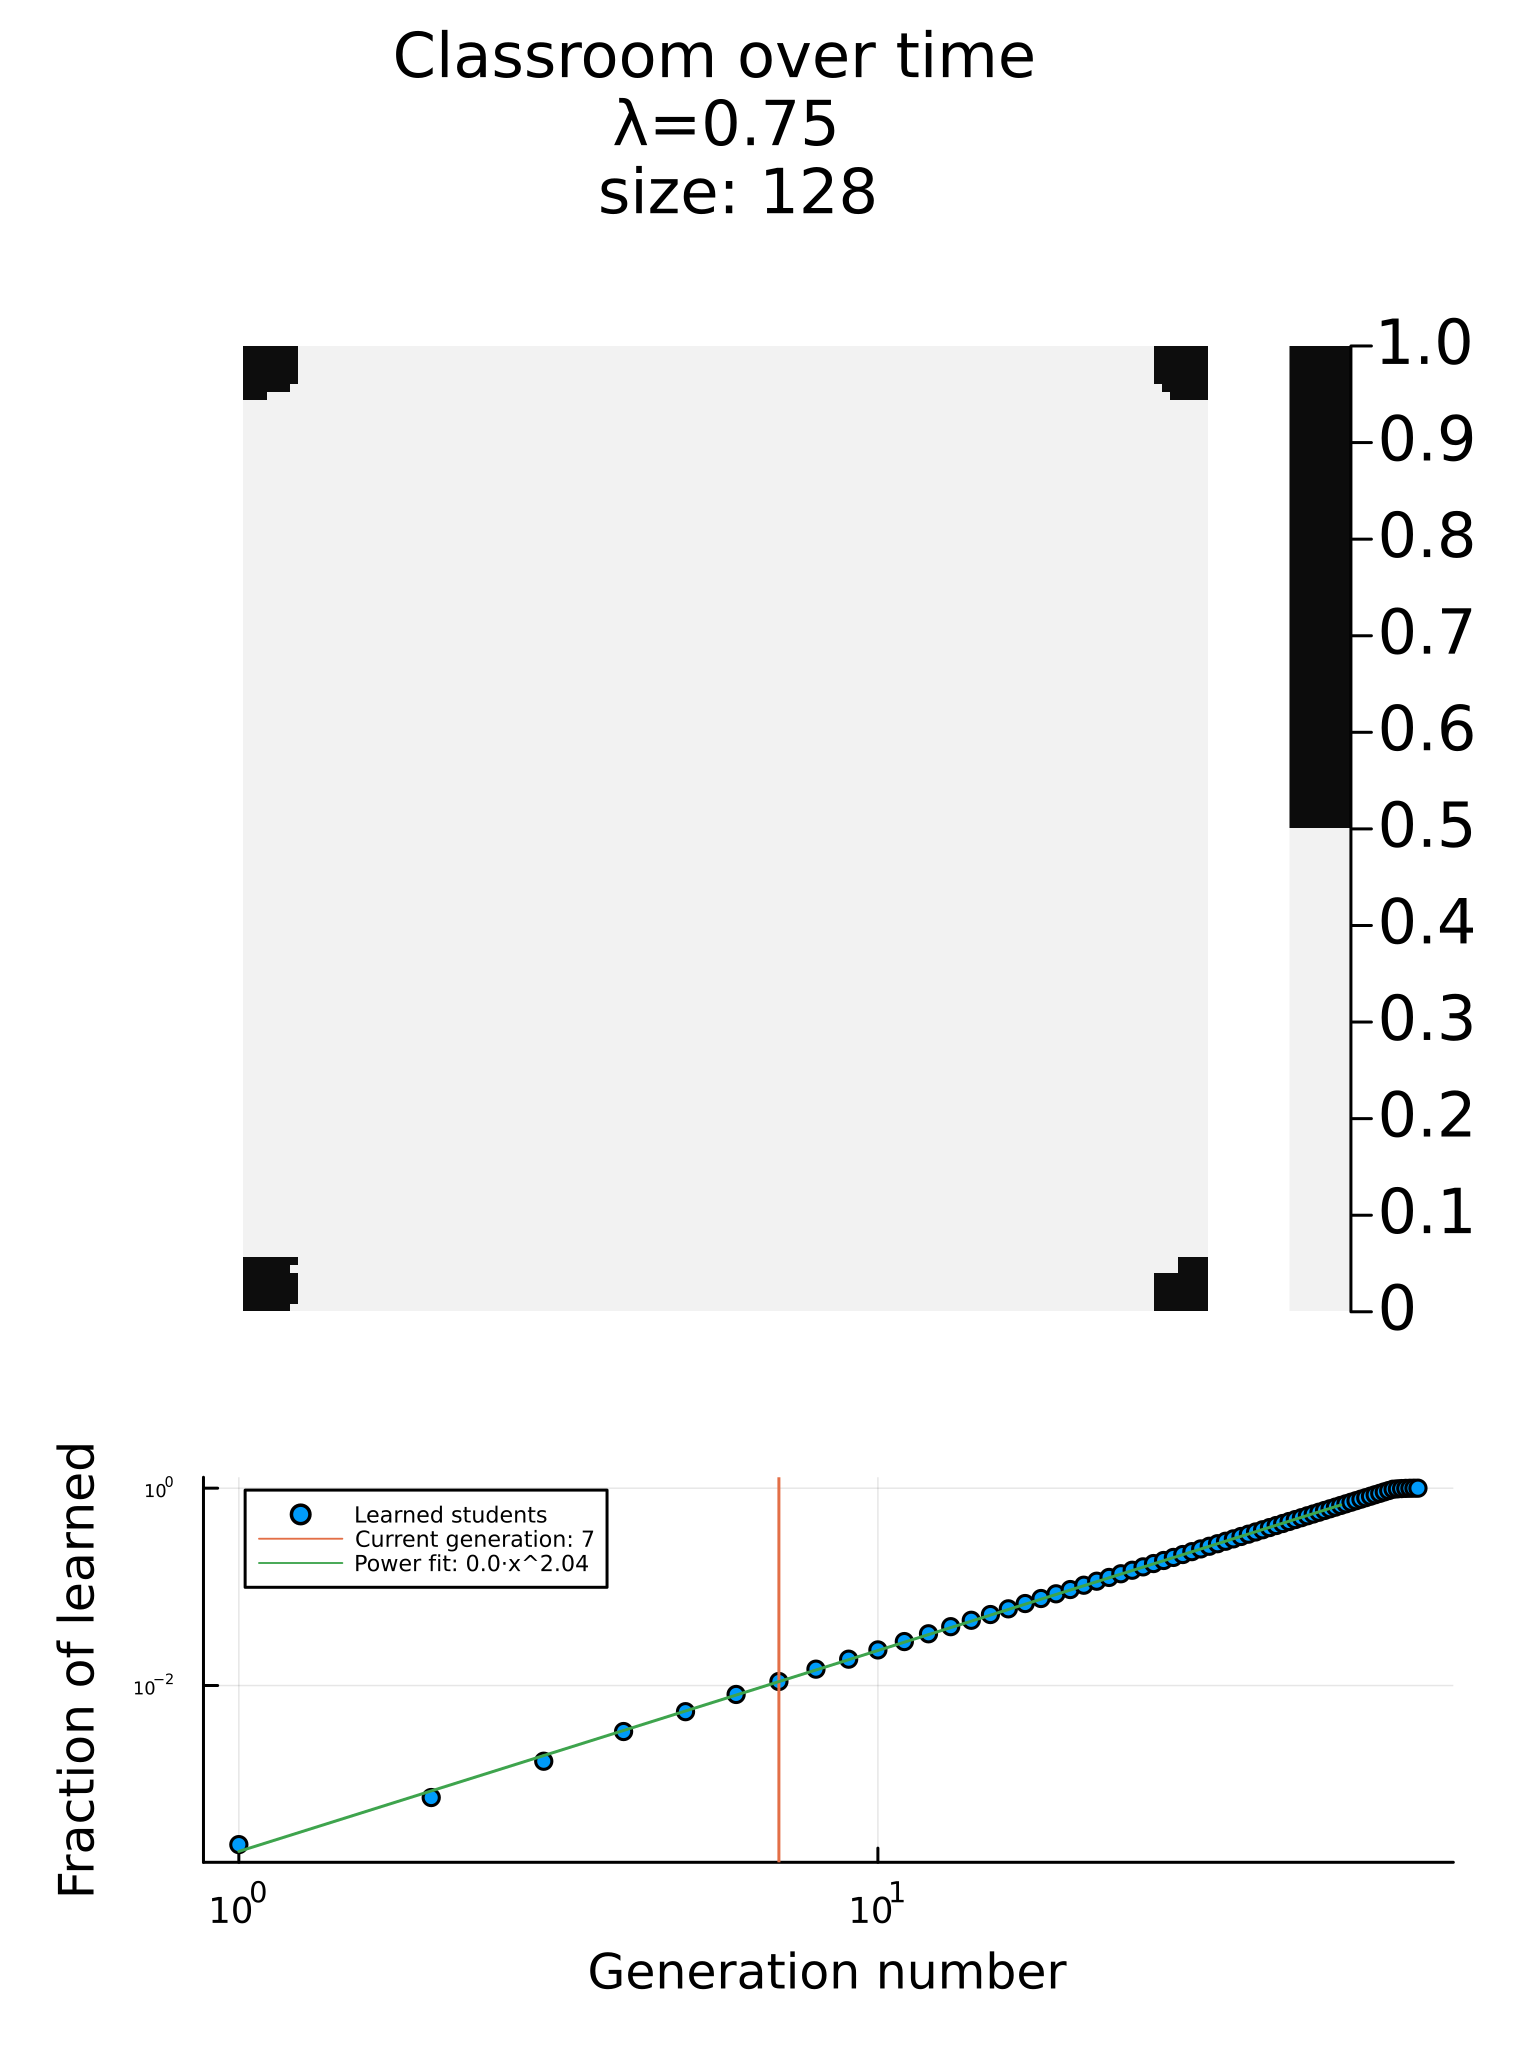 Classroom over time
λ=0.75
size: 128
1.0
0.9
0.8
0.7
0.6
0.5
0.4
0.3
0.2
0.1
0
Fraction of learned
10^0
10^-2
Learned students
Current generation: 7
Power fit: 0.0·x^2.04
10^0
10^1
Generation number